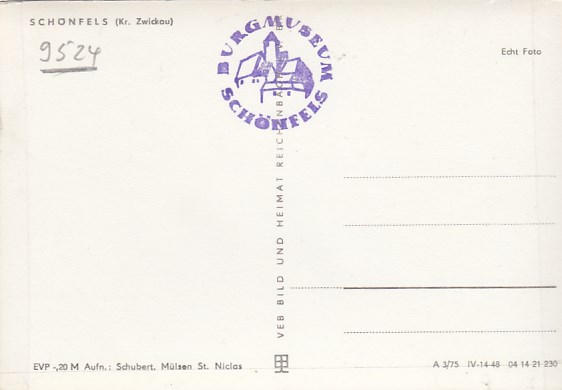 SCHÖNFELS (Kr. Zwickau)
9524
BURGMUSEUM
SCHÖNFELS
Echt Foto
VEB BILD UND HEIMAT REICHENBACH
EVP -,20 M Aufn.: Schubert, Mülsen St. Niclas
A 3/75 IV-14-48 04 14 21 230